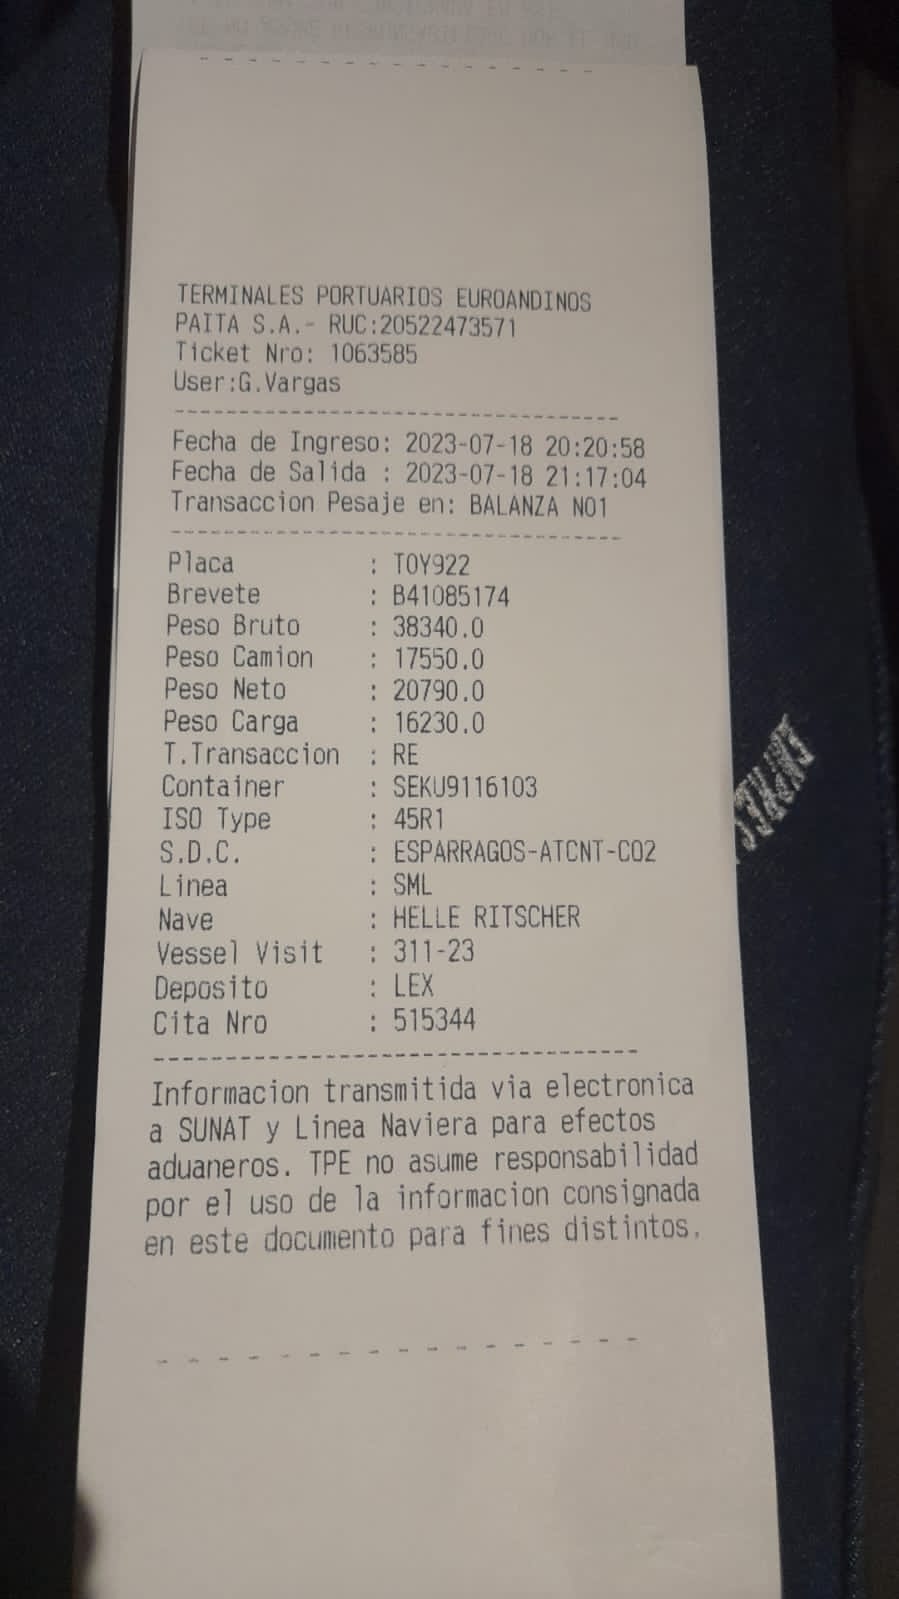 TERMINALES PORTUARIOS EUROANDINOS
PAITA S.A.- RUC:20522473571
Ticket Nro: 1063585
User:G.Vargas
-----------------------------------
Fecha de Ingreso: 2023-07-18 20:20:58
Fecha de Salida : 2023-07-18 21:17:04
Transaccion Pesaje en: BALANZA NO1
-----------------------------------
Placa : TOY922
Brevete : B41085174
Peso Bruto : 38340.0
Peso Camion : 17550.0
Peso Neto : 20790.0
Peso Carga : 16230.0
T.Transaccion : RE
Container : SEKU9116103
ISO Type : 45R1
S.D.C. : ESPARRAGOS-ATCNT-CO2
Linea : SML
Nave : HELLE RITSCHER
Vessel Visit : 311-23
Deposito : LEX
Cita Nro : 515344
-----------------------------------
Informacion transmitida via electronica
a SUNAT y Linea Naviera para efectos
aduaneros. TPE no asume responsabilidad
por el uso de la informacion consignada
en este documento para fines distintos.